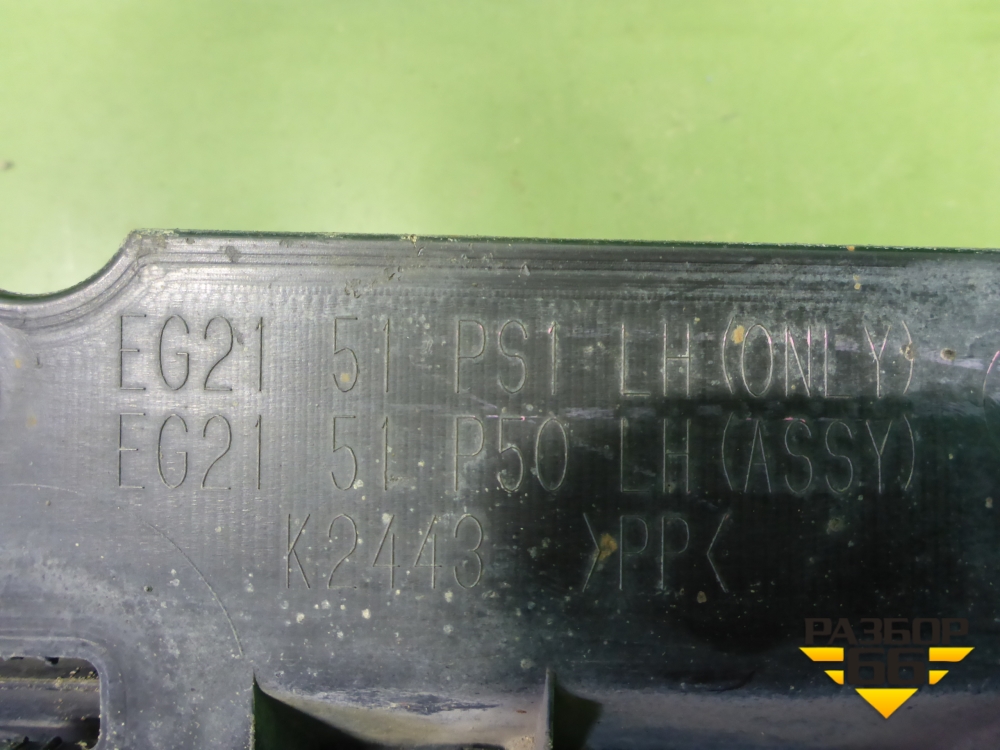 EG21 51 PS1 LH(ONLY)
EG21 51 P50 LH(ASSY)
K2443 >PP<
РАЗБОР
66